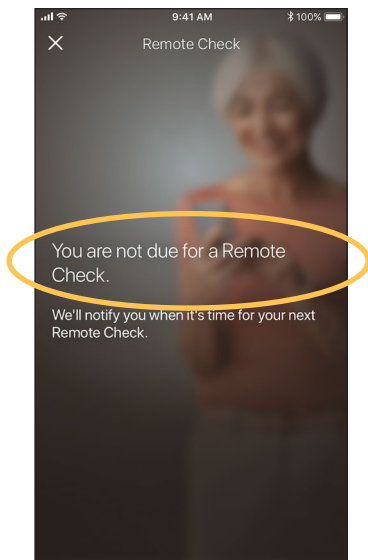 9:41 AM
100%
Remote Check
You are not due for a Remote
Check.
We'll notify you when it's time for your next
Remote Check.